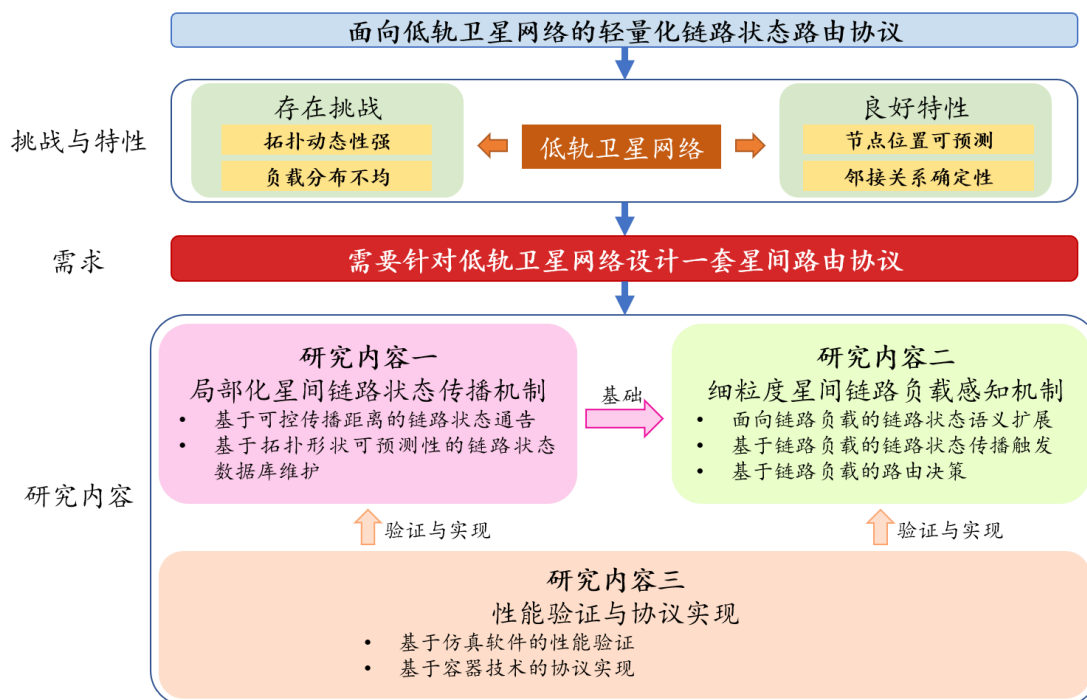 面向低轨卫星网络的轻量化链路状态路由协议
挑战与特性
存在挑战
拓扑动态性强
负载分布不均
低轨卫星网络
良好特性
节点位置可预测
邻接关系确定性
需求
需要针对低轨卫星网络设计一套星间路由协议
研究内容
研究内容一
局部化星间链路状态传播机制
• 基于可控传播距离的链路状态通告
• 基于拓扑形状可预测性的链路状态
数据库维护
基础
研究内容二
细粒度星间链路负载感知机制
• 面向链路负载的链路状态语义扩展
• 基于链路负载的链路状态传播触发
• 基于链路负载的路由决策
验证与实现
验证与实现
研究内容三
性能验证与协议实现
• 基于仿真软件的性能验证
• 基于容器技术的协议实现